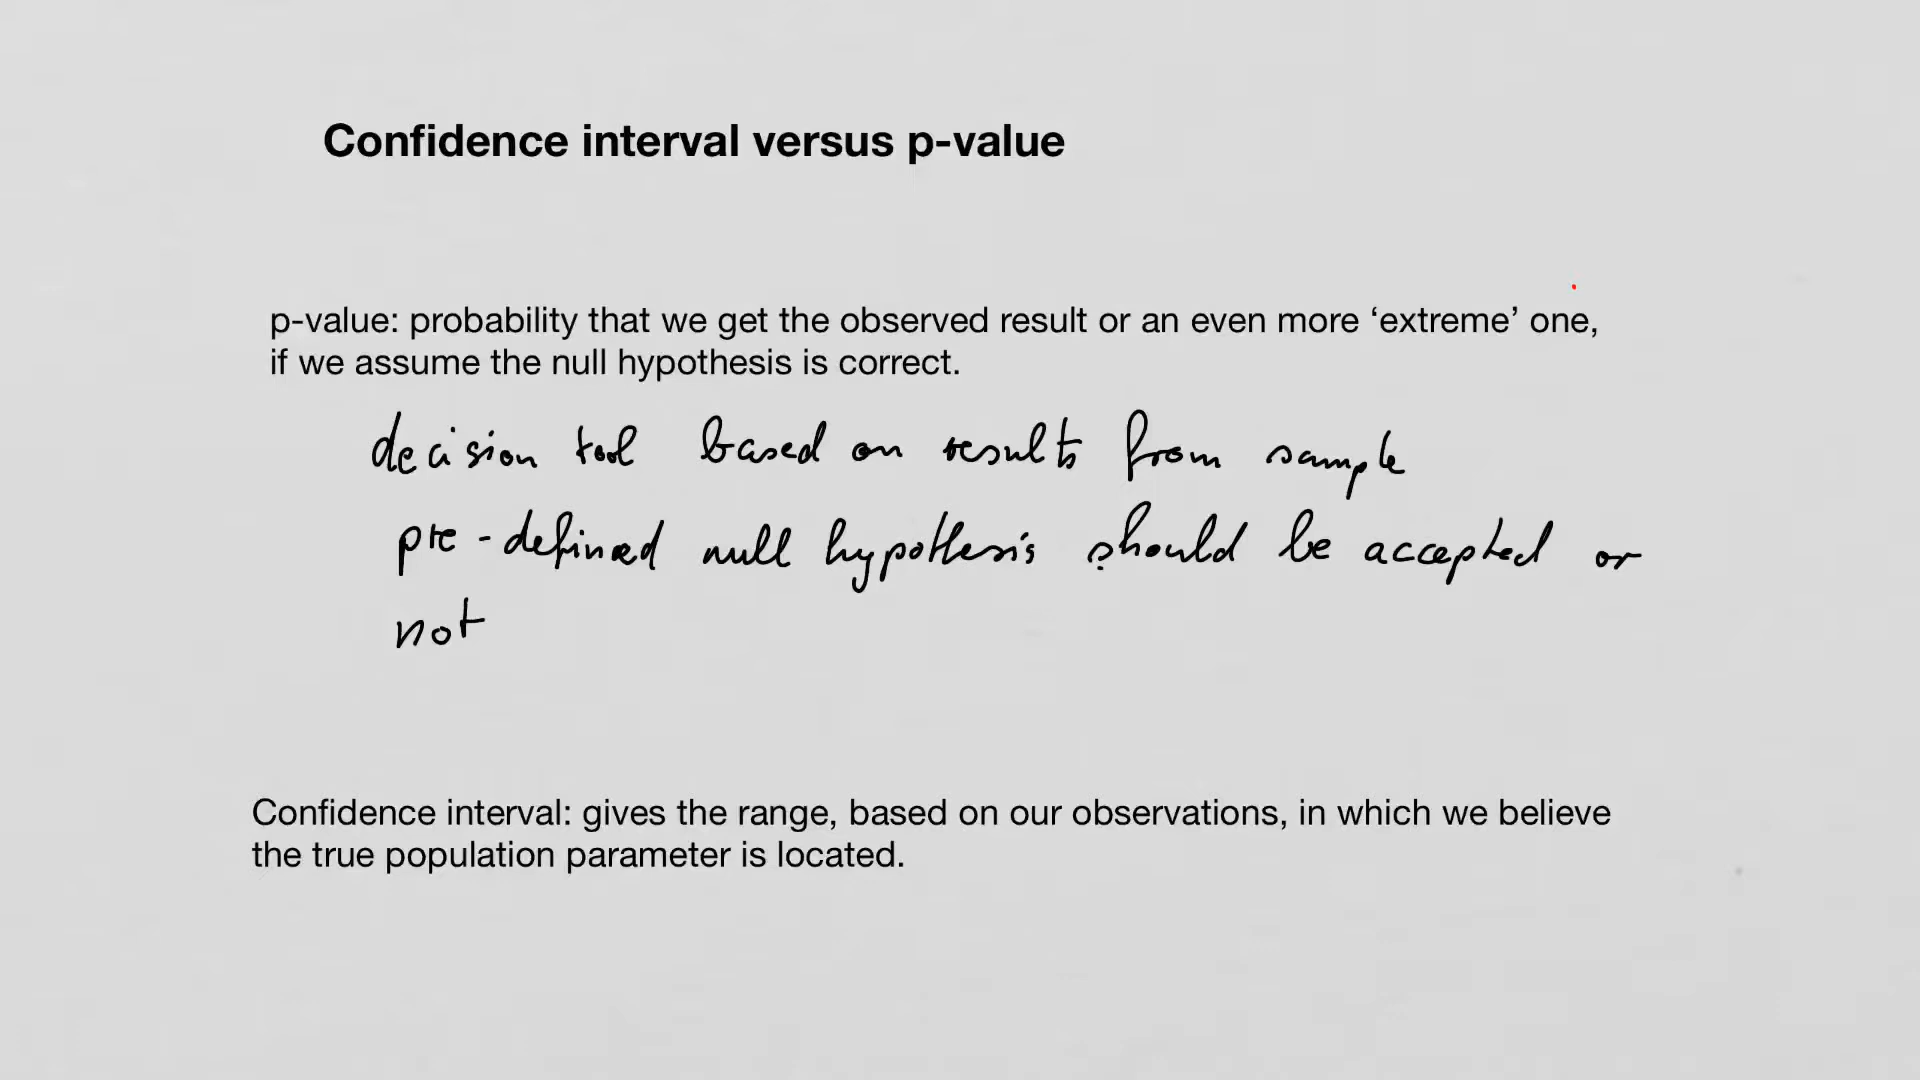 Confidence interval versus p-value
p-value: probability that we get the observed result or an even more ‘extreme’ one,
if we assume the null hypothesis is correct.
decision tool based on results from sample
pre-defined null hypothesis should be accepted or
not
Confidence interval: gives the range, based on our observations, in which we believe
the true population parameter is located.